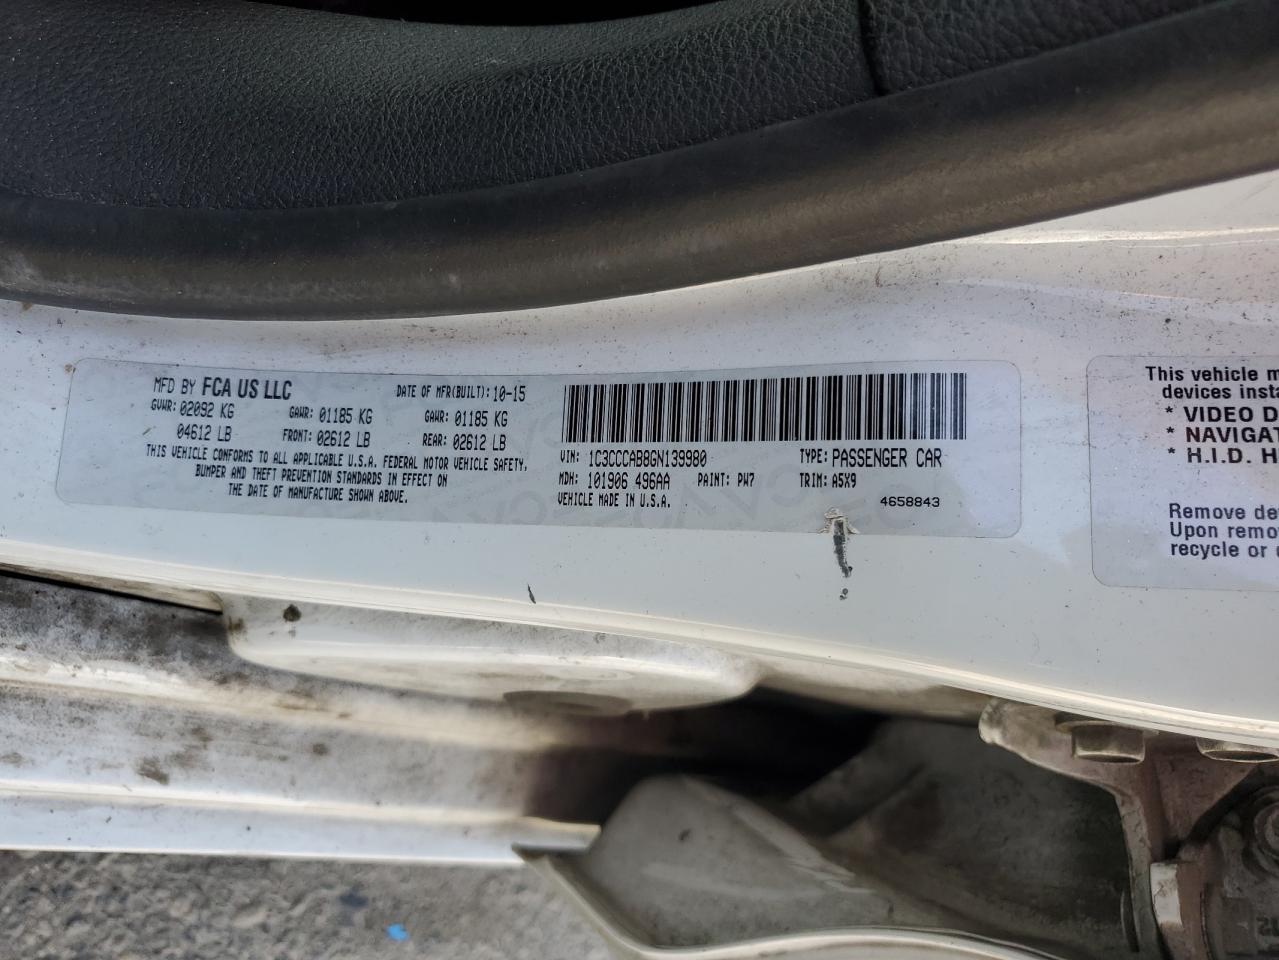 MFD BY FCA US LLC DATE OF MFR(BUILT): 10-15
GVWR: 02092 KG GAWR: 01185 KG GAWR: 01185 KG
04612 LB FRONT: 02612 LB REAR: 02612 LB
THIS VEHICLE CONFORMS TO ALL APPLICABLE U.S.A. FEDERAL MOTOR VEHICLE SAFETY,
BUMPER AND THEFT PREVENTION STANDARDS IN EFFECT ON
THE DATE OF MANUFACTURE SHOWN ABOVE.
VIN: 1C3CCCAB8GN139980 TYPE: PASSENGER CAR
MDH: 101906 496AA PAINT: PW7 TRIM: A5X9
VEHICLE MADE IN U.S.A. 4658843
This vehicle m
devices insta
* VIDEO D
* NAVIGAT
* H.I.D. H
Remove de
Upon remo
recycle or